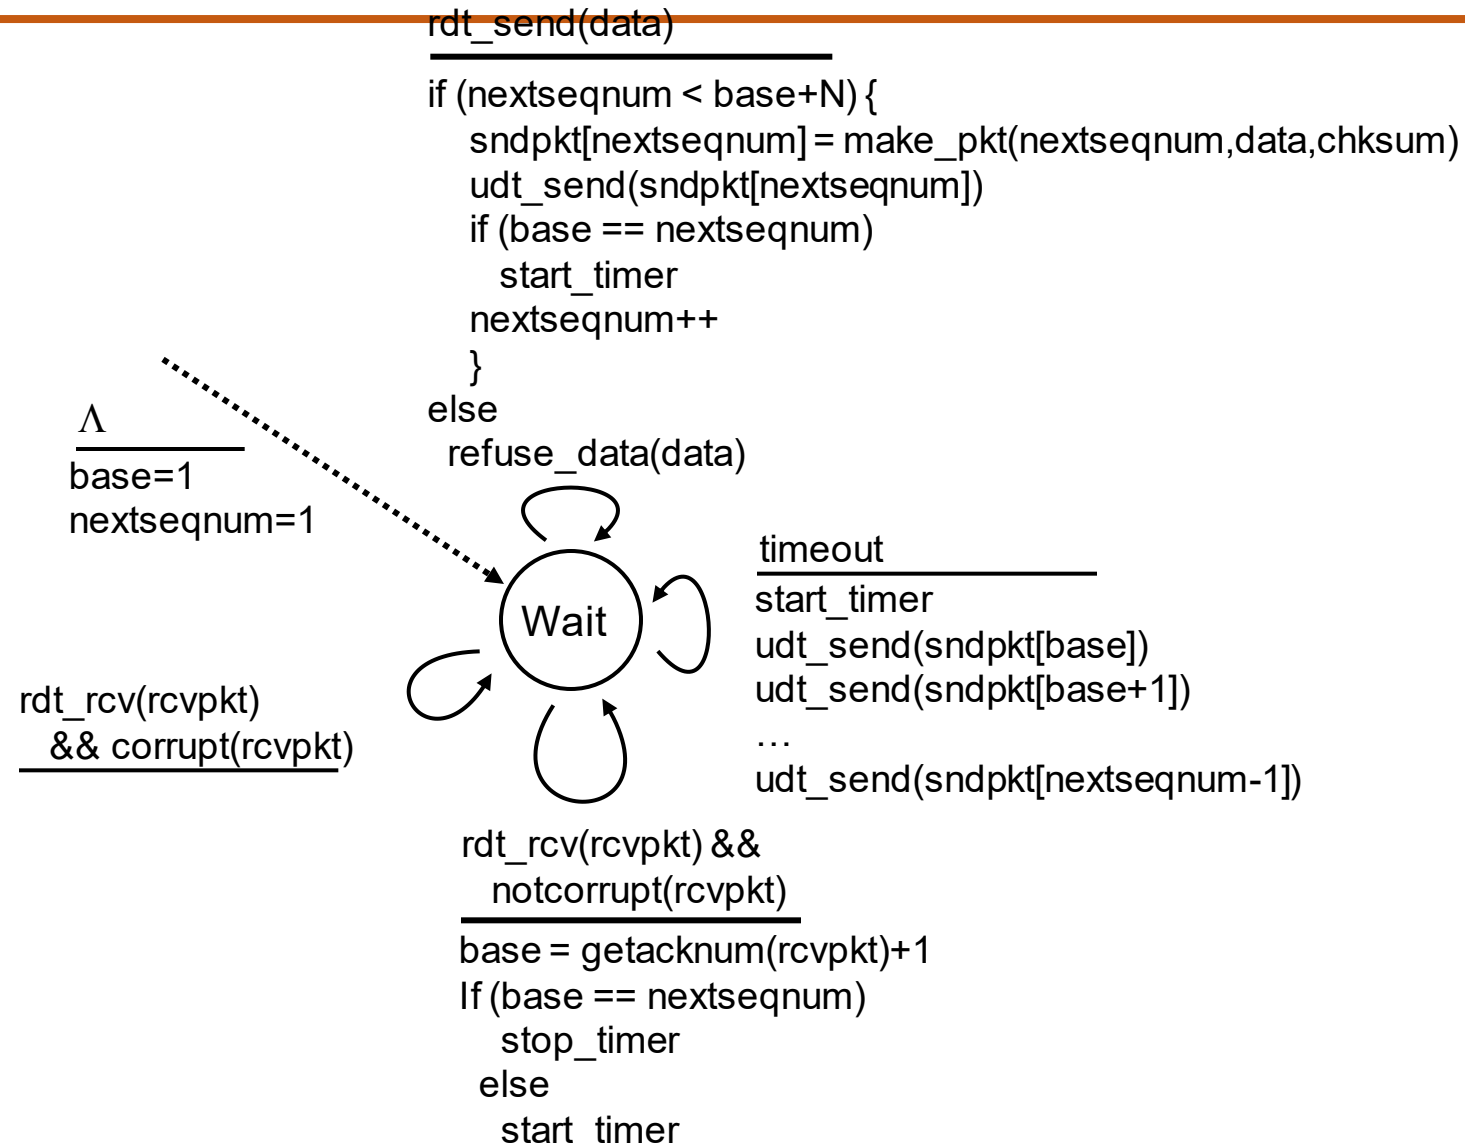 rdt_send(data)
if (nextseqnum < base+N) {
sndpkt[nextseqnum] = make_pkt(nextseqnum,data,chksum)
udt_send(sndpkt[nextseqnum])
if (base == nextseqnum)
start_timer
nextseqnum++
}
else
refuse_data(data)
Λ
base=1
nextseqnum=1
Wait
timeout
start_timer
udt_send(sndpkt[base])
udt_send(sndpkt[base+1])
…
udt_send(sndpkt[nextseqnum-1])
rdt_rcv(rcvpkt)
&& corrupt(rcvpkt)
rdt_rcv(rcvpkt) &&
notcorrupt(rcvpkt)
base = getacknum(rcvpkt)+1
If (base == nextseqnum)
stop_timer
else
start_timer